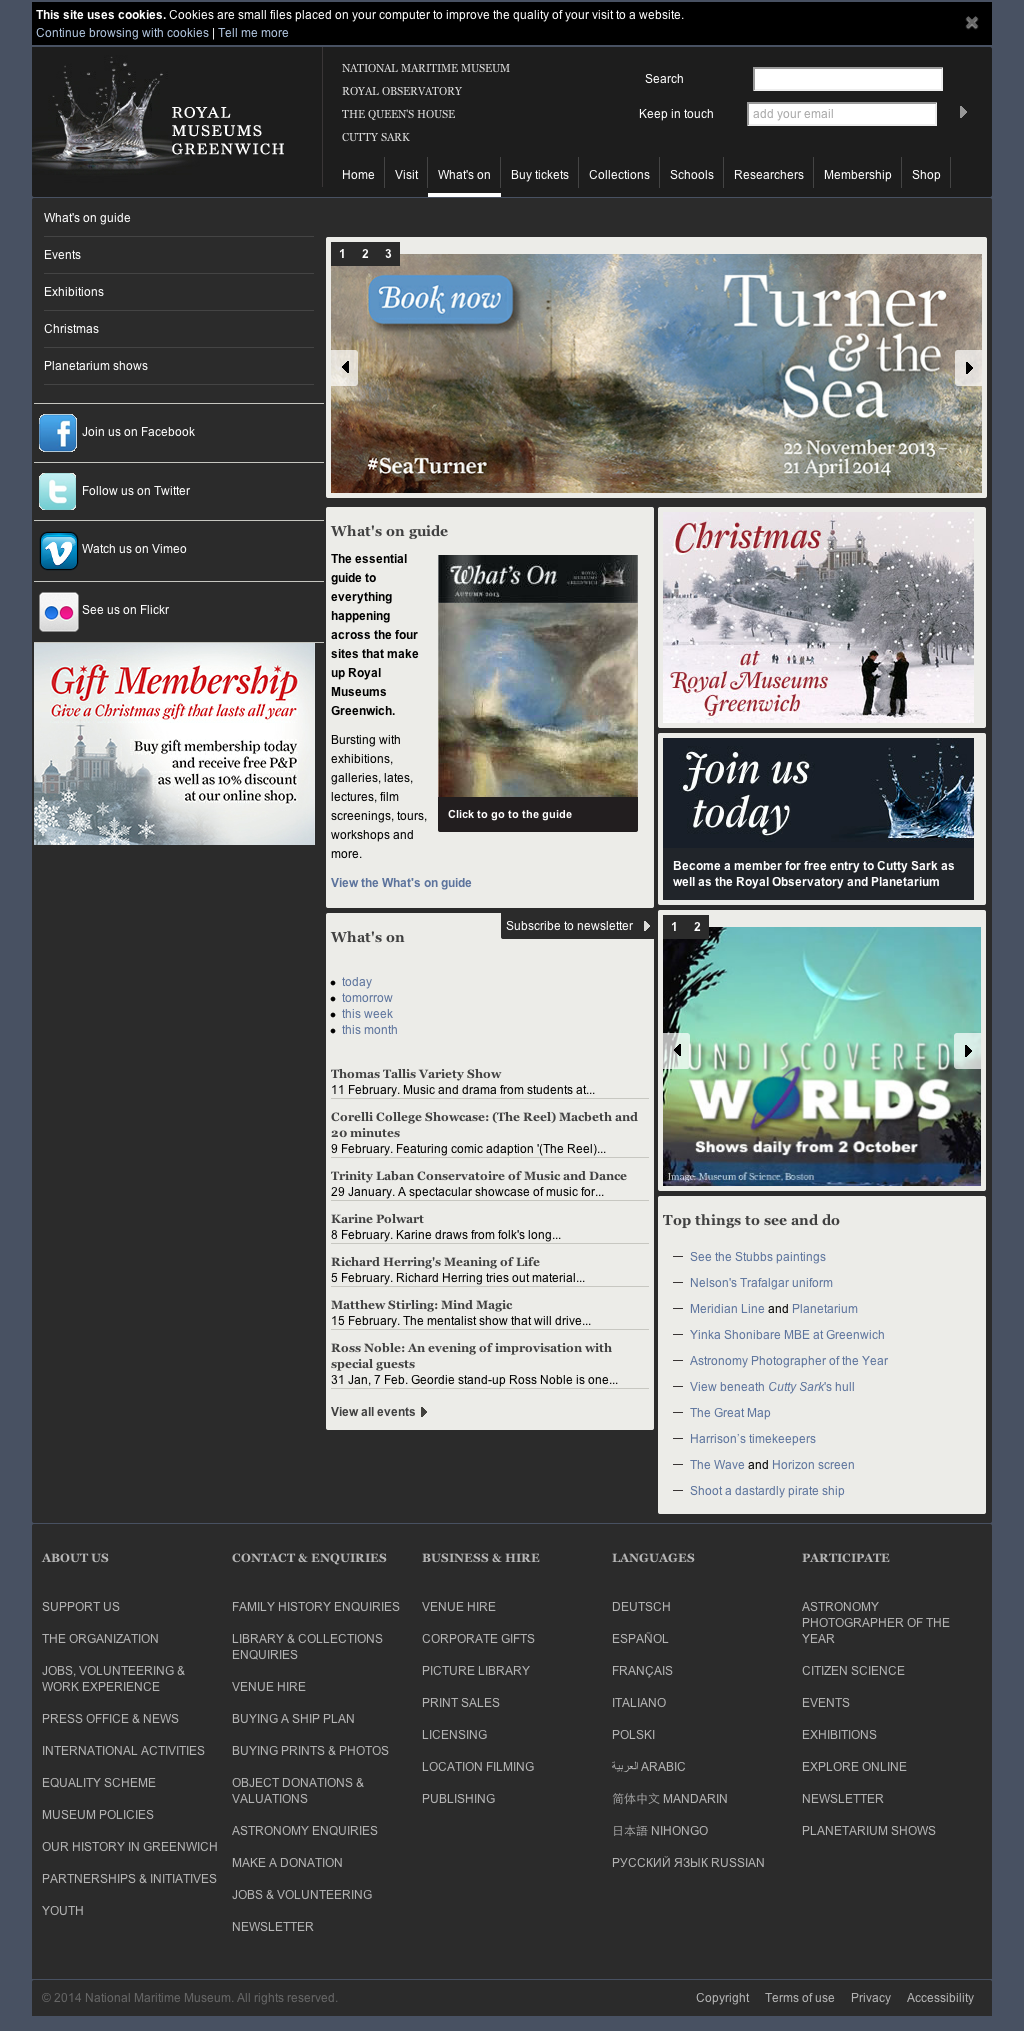 This site uses cookies. Cookies are small files placed on your computer to improve the quality of your visit to a website.
Continue browsing with cookies | Tell me more
ROYAL
MUSEUMS
GREENWICH
NATIONAL MARITIME MUSEUM
ROYAL OBSERVATORY
THE QUEEN'S HOUSE
CUTTY SARK
Search
Keep in touch
add your email
Home
Visit
What's on
Buy tickets
Collections
Schools
Researchers
Membership
Shop
What's on guide
Events
Exhibitions
Christmas
Planetarium shows
Join us on Facebook
Follow us on Twitter
Watch us on Vimeo
See us on Flickr
Gift Membership
Give a Christmas gift that lasts all year
Buy gift membership today
and receive free P&P
as well as 10% discount
at our online shop.
1 2 3
Book now
Turner
& the
Sea
22 November 2013 –
21 April 2014
#SeaTurner
What's on guide
The essential
guide to
everything
happening
across the four
sites that make
up Royal
Museums
Greenwich.
Bursting with
exhibitions,
galleries, lates,
lectures, film
screenings, tours,
workshops and
more.
View the What's on guide
What's On
AUTUMN 2013
ROYAL
MUSEUMS
GREENWICH
Click to go to the guide
Christmas
at
Royal Museums
Greenwich
Join us
today
Become a member for free entry to Cutty Sark as
well as the Royal Observatory and Planetarium
Subscribe to newsletter
What's on
today
tomorrow
this week
this month
Thomas Tallis Variety Show
11 February. Music and drama from students at...
Corelli College Showcase: (The Reel) Macbeth and
20 minutes
9 February. Featuring comic adaption '(The Reel)...
Trinity Laban Conservatoire of Music and Dance
29 January. A spectacular showcase of music for...
Karine Polwart
8 February. Karine draws from folk's long...
Richard Herring's Meaning of Life
5 February. Richard Herring tries out material...
Matthew Stirling: Mind Magic
15 February. The mentalist show that will drive...
Ross Noble: An evening of improvisation with
special guests
31 Jan, 7 Feb. Geordie stand-up Ross Noble is one...
View all events
1 2
UNDISCOVERED
WORLDS
Shows daily from 2 October
Image: Museum of Science, Boston
Top things to see and do
See the Stubbs paintings
Nelson's Trafalgar uniform
Meridian Line and Planetarium
Yinka Shonibare MBE at Greenwich
Astronomy Photographer of the Year
View beneath Cutty Sark's hull
The Great Map
Harrison's timekeepers
The Wave and Horizon screen
Shoot a dastardly pirate ship
ABOUT US
SUPPORT US
THE ORGANIZATION
JOBS, VOLUNTEERING &
WORK EXPERIENCE
PRESS OFFICE & NEWS
INTERNATIONAL ACTIVITIES
EQUALITY SCHEME
MUSEUM POLICIES
OUR HISTORY IN GREENWICH
PARTNERSHIPS & INITIATIVES
YOUTH
CONTACT & ENQUIRIES
FAMILY HISTORY ENQUIRIES
LIBRARY & COLLECTIONS
ENQUIRIES
VENUE HIRE
BUYING A SHIP PLAN
BUYING PRINTS & PHOTOS
OBJECT DONATIONS &
VALUATIONS
ASTRONOMY ENQUIRIES
MAKE A DONATION
JOBS & VOLUNTEERING
NEWSLETTER
BUSINESS & HIRE
VENUE HIRE
CORPORATE GIFTS
PICTURE LIBRARY
PRINT SALES
LICENSING
LOCATION FILMING
PUBLISHING
LANGUAGES
DEUTSCH
ESPAÑOL
FRANÇAIS
ITALIANO
POLSKI
العربية ARABIC
简体中文 MANDARIN
日本語 NIHONGO
РУССКИЙ ЯЗЫК RUSSIAN
PARTICIPATE
ASTRONOMY
PHOTOGRAPHER OF THE
YEAR
CITIZEN SCIENCE
EVENTS
EXHIBITIONS
EXPLORE ONLINE
NEWSLETTER
PLANETARIUM SHOWS
© 2014 National Maritime Museum. All rights reserved.
Copyright
Terms of use
Privacy
Accessibility